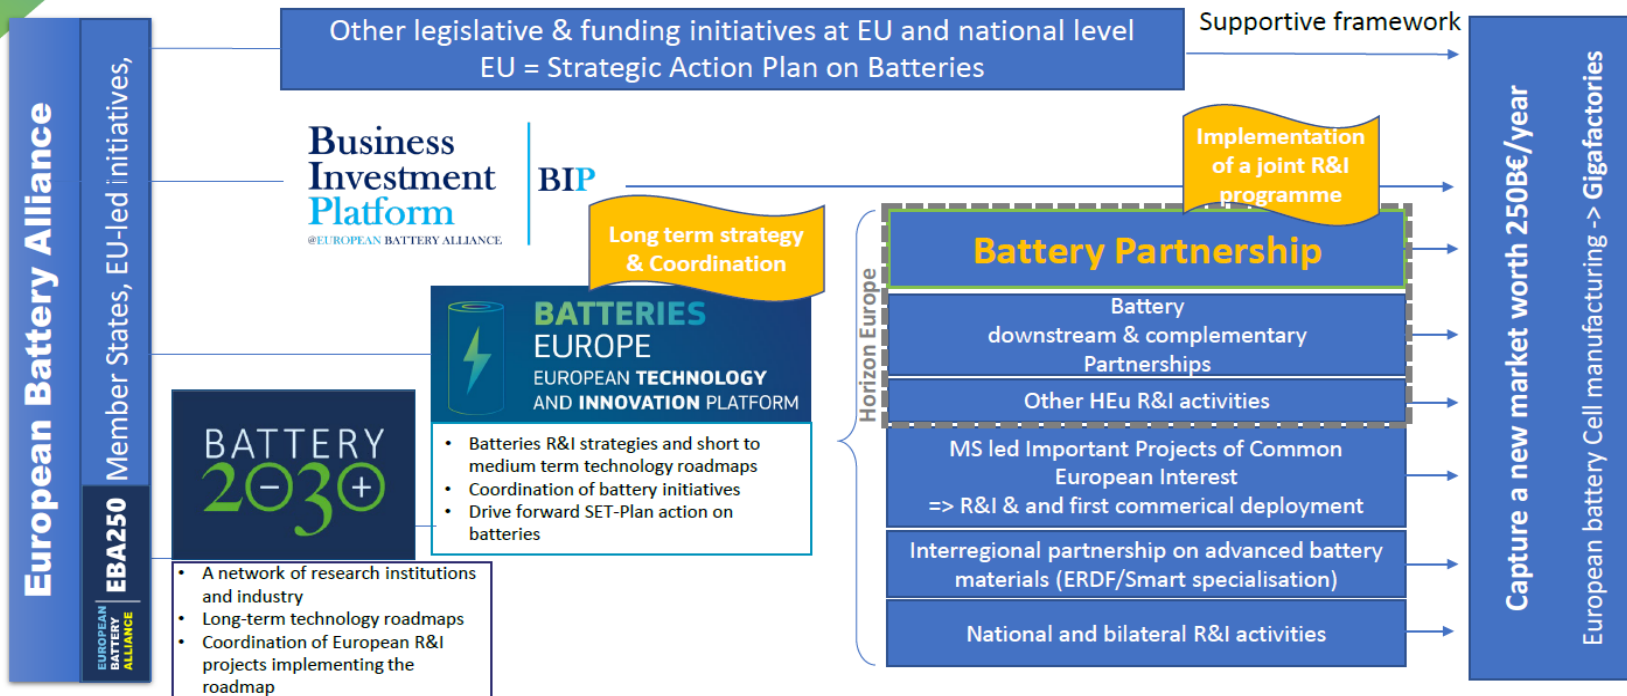 European Battery Alliance
Member States, EU-led initiatives,
EBA250
EUROPEAN
BATTERY
ALLIANCE
Other legislative & funding initiatives at EU and national level
EU = Strategic Action Plan on Batteries
Supportive framework
Business
Investment
Platform
@EUROPEAN BATTERY ALLIANCE
BIP
Implementation
of a joint R&I
programme
Long term strategy
& Coordination
BATTERIES
EUROPE
EUROPEAN TECHNOLOGY
AND INNOVATION PLATFORM
• Batteries R&I strategies and short to
medium term technology roadmaps
• Coordination of battery initiatives
• Drive forward SET-Plan action on
batteries
BATTERY
2030+
• A network of research institutions
and industry
• Long-term technology roadmaps
• Coordination of European R&I
projects implementing the
roadmap
Horizon Europe
Battery Partnership
Battery
downstream & complementary
Partnerships
Other HEu R&I activities
MS led Important Projects of Common
European Interest
=> R&I & and first commerical deployment
Interregional partnership on advanced battery
materials (ERDF/Smart specialisation)
National and bilateral R&I activities
Capture a new market worth 250B€/year
European battery Cell manufacturing -> Gigafactories